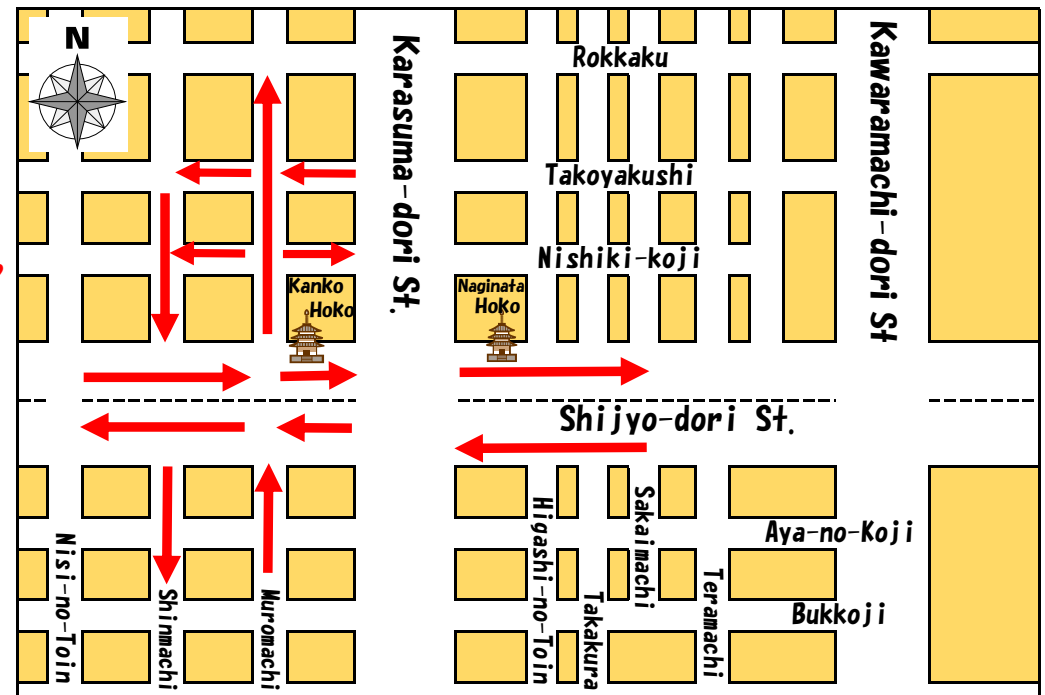 N
Rokkaku
Karasuma-dori St.
Kawaramachi-dori St
Takoyakushi
Nishiki-koji
Kanko
Hoko
Naginata
Hoko
Shijyo-dori St.
Higashi-no-Toin
Sakaimachi
Aya-no-Koji
Nisi-no-Toin
Shinmachi
Muromachi
Takakura
Teramachi
Bukkoji